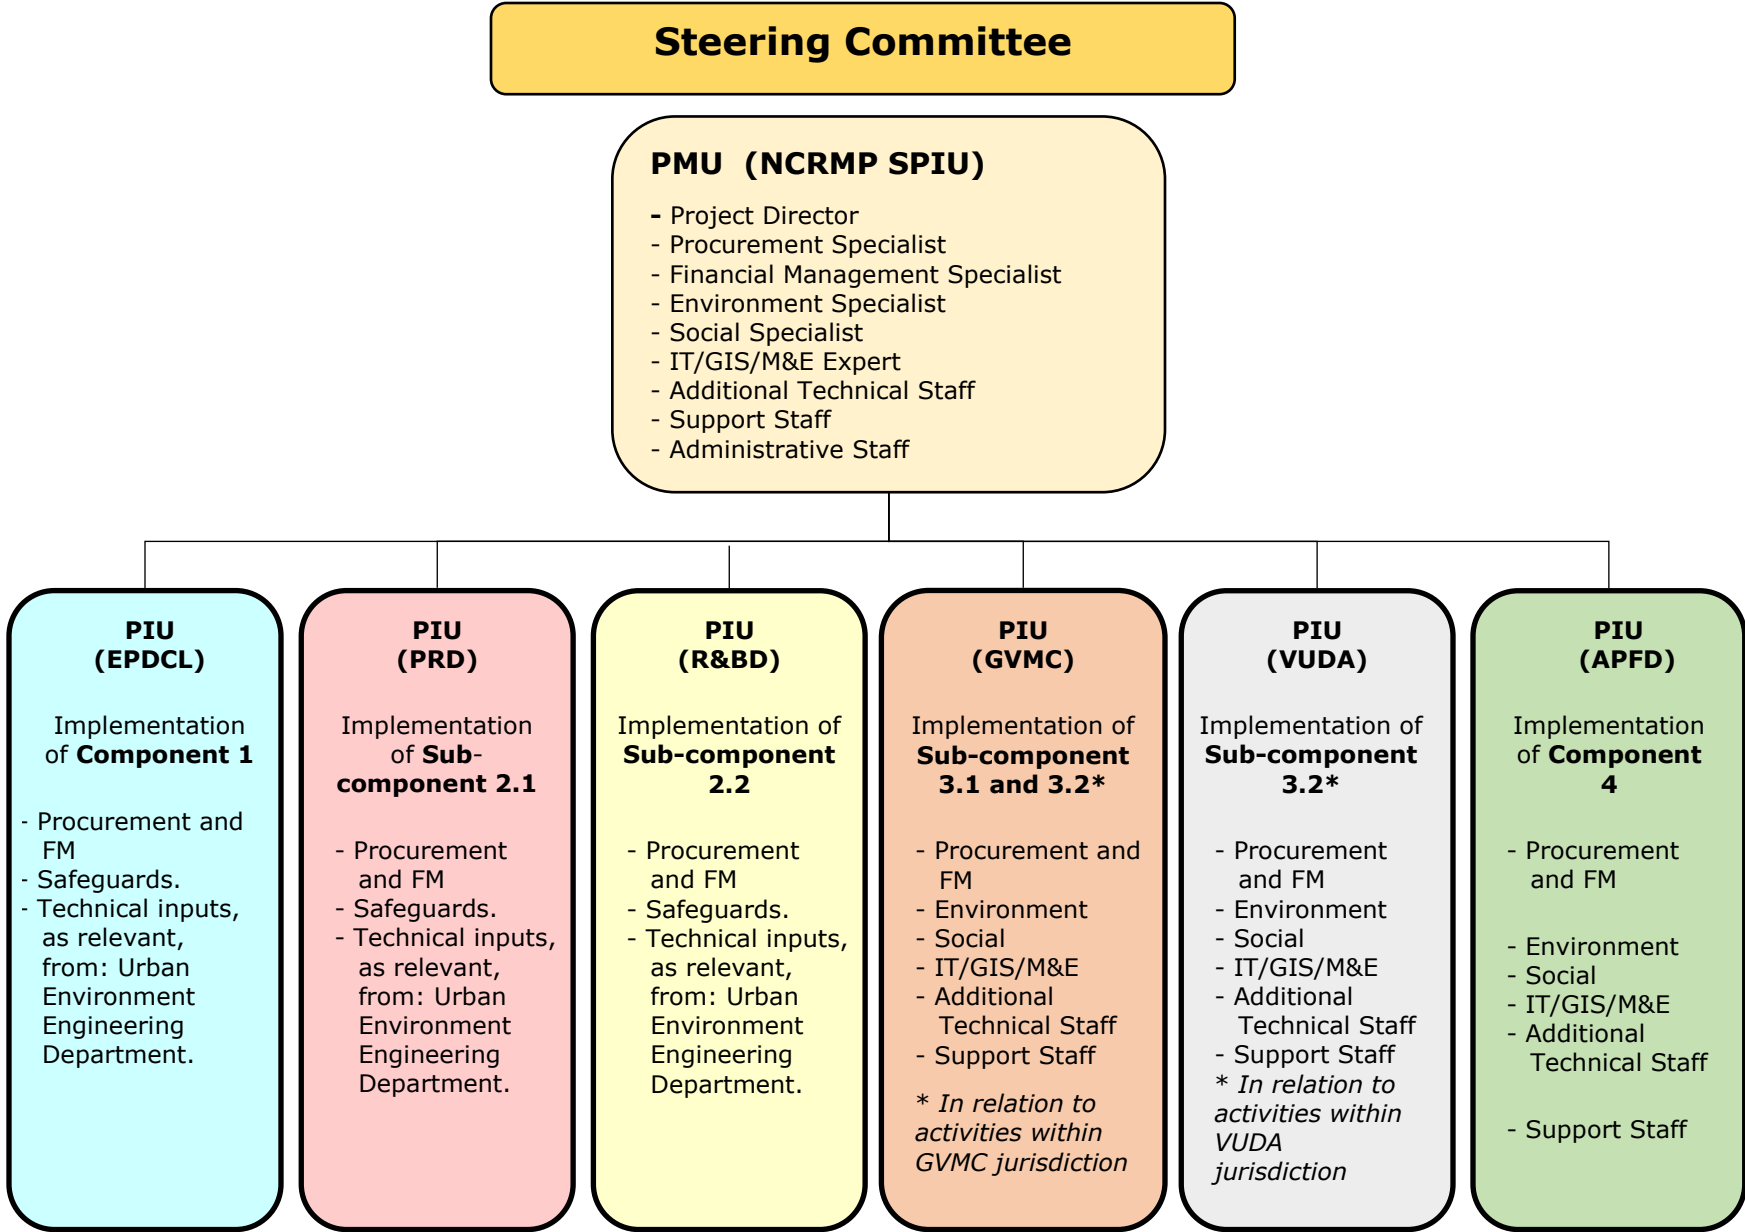 Steering Committee
PMU (NCRMP SPIU)
- Project Director
- Procurement Specialist
- Financial Management Specialist
- Environment Specialist
- Social Specialist
- IT/GIS/M&E Expert
- Additional Technical Staff
- Support Staff
- Administrative Staff
PIU
(EPDCL)
Implementation
of Component 1
- Procurement and
FM
- Safeguards.
- Technical inputs,
as relevant,
from: Urban
Environment
Engineering
Department.
PIU
(PRD)
Implementation
of Sub-
component 2.1
- Procurement
and FM
- Safeguards.
- Technical inputs,
as relevant,
from: Urban
Environment
Engineering
Department.
PIU
(R&BD)
Implementation of
Sub-component
2.2
- Procurement
and FM
- Safeguards.
- Technical inputs,
as relevant,
from: Urban
Environment
Engineering
Department.
PIU
(GVMC)
Implementation of
Sub-component
3.1 and 3.2*
- Procurement and
FM
- Environment
- Social
- IT/GIS/M&E
- Additional
Technical Staff
- Support Staff
* In relation to
activities within
GVMC jurisdiction
PIU
(VUDA)
Implementation of
Sub-component
3.2*
- Procurement
and FM
- Environment
- Social
- IT/GIS/M&E
- Additional
Technical Staff
- Support Staff
* In relation to
activities within
VUDA
jurisdiction
PIU
(APFD)
Implementation
of Component
4
- Procurement
and FM
- Environment
- Social
- IT/GIS/M&E
- Additional
Technical Staff
- Support Staff